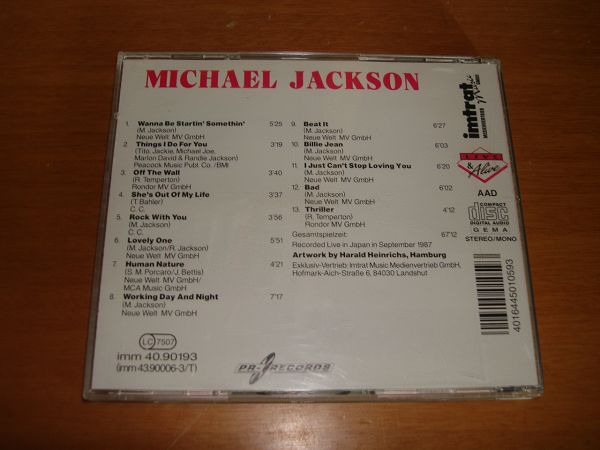 MICHAEL JACKSON
1. Wanna Be Startin' Somethin' 5'25
(M. Jackson)
Neue Welt MV GmbH
2. Things I Do For You 3'19
(Tito, Jackie, Michael Joe,
Marlon David & Randie Jackson)
Peacock Music Publ. Co./BMI
3. Off The Wall 3'40
(R. Temperton)
Rondor MV GmbH
4. She's Out Of My Life 3'37
(T. Bahler)
C. C.
5. Rock With You 3'56
(M. Jackson)
C. C.
6. Lovely One 5'51
(M. Jackson/R. Jackson)
Neue Welt MV GmbH
7. Human Nature 4'21
(S. M. Porcaro/J. Bettis)
Neue Welt MV GmbH/
MCA Music GmbH
8. Working Day And Night 7'17
(M. Jackson)
Neue Welt MV GmbH
9. Beat It 6'27
(M. Jackson)
Neue Welt MV GmbH
10. Billie Jean 6'03
(M. Jackson)
Neue Welt MV GmbH
11. I Just Can't Stop Loving You 6'20
(M. Jackson)
Neue Welt MV GmbH
12. Bad 6'02
(M. Jackson)
Neue Welt MV GmbH
13. Thriller 4'12
(R. Temperton)
Rondor MV GmbH
Gesamtspielzeit: 67'12
Recorded Live in Japan in September 1987
Artwork by Harald Heinrichs, Hamburg
Exklusiv-Vertrieb: Imtrat Music Medienvertrieb GmbH,
Hofmark-Aich-Straße 6, 84030 Landshut
imtrat
MEDIENVERTRIEB
Music
GMBH
LIVE
& Alive
AAD
COMPACT
disc
DIGITAL AUDIO
GEMA
STEREO/MONO
4016445010593
LC 7507
imm 40.90193
(imm 43.90006-3/T)
RECORDS